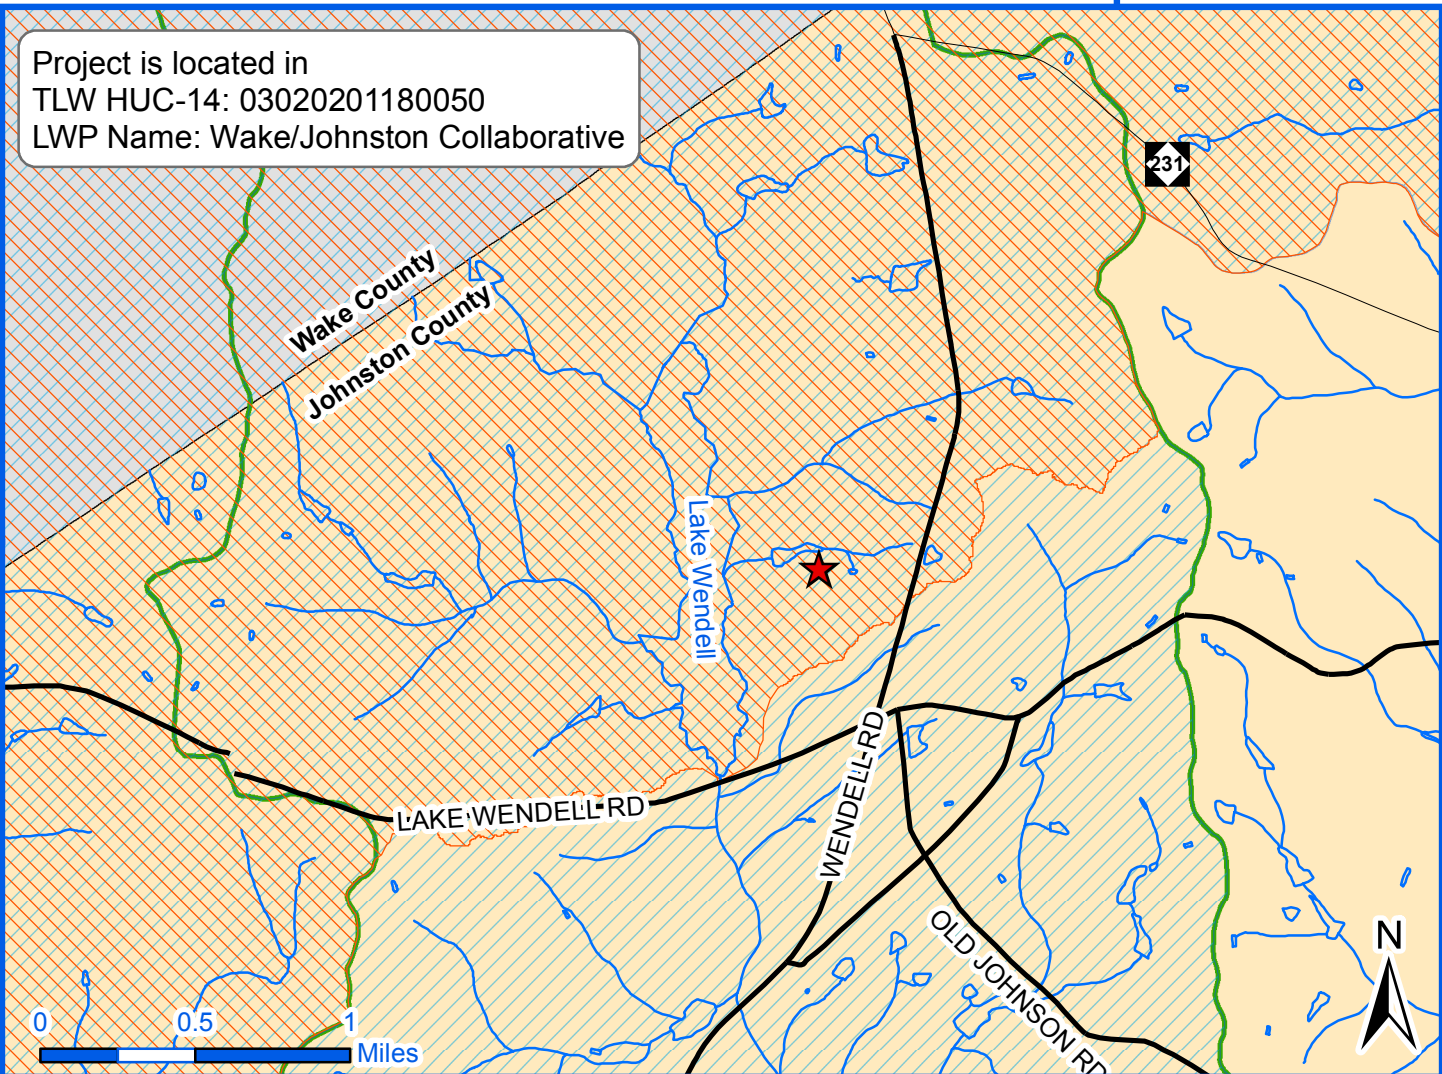 Project is located in
TLW HUC-14: 03020201180050
LWP Name: Wake/Johnston Collaborative
231
Wake County
Johnston County
Lake Wendell
WENDELL RD
LAKE WENDELL RD
OLD JOHNSON RD
N
0 0.5 1
Miles